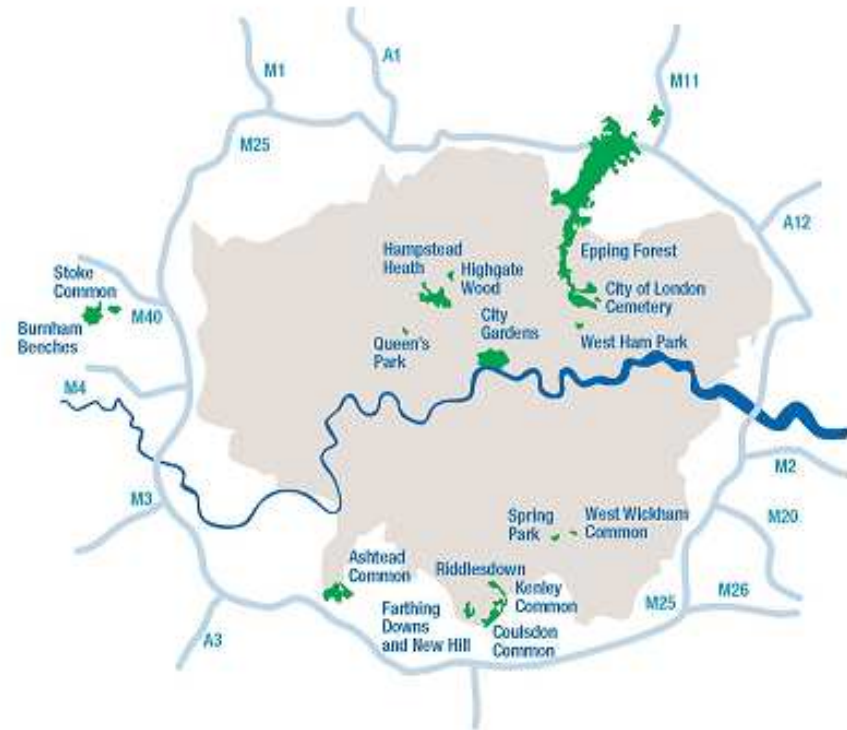 M1
A1
M11
M25
A12
Epping Forest
Hampstead
Heath
Highgate
Wood
Stoke
Common
City of London
Cemetery
M40
City
Gardens
Burnham
Beeches
Queen's
Park
West Ham Park
M4
M2
M3
Spring
Park
West Wickham
Common
M20
Ashtead
Common
Riddlesdown
Kenley
Common
M25
M26
Farthing
Downs
and New Hill
Coulsdon
Common
A3